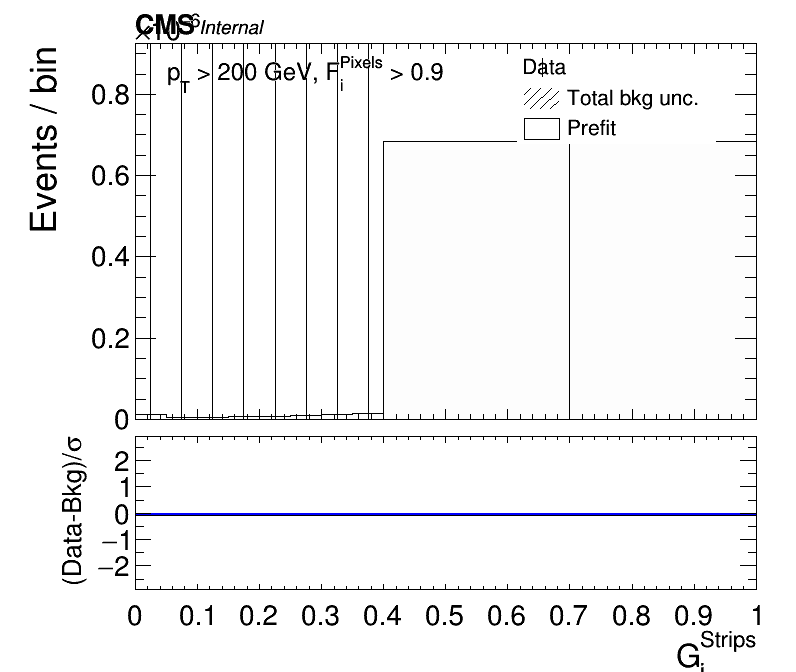 CMS Internal
×10⁻⁶
p_T > 200 GeV, F_i^Pixels > 0.9
Data
Total bkg unc.
Prefit
Events / bin
0.8
0.6
0.4
0.2
0
(Data-Bkg)/σ
2
1
0
−1
−2
0 0.1 0.2 0.3 0.4 0.5 0.6 0.7 0.8 0.9 1
G_i^Strips